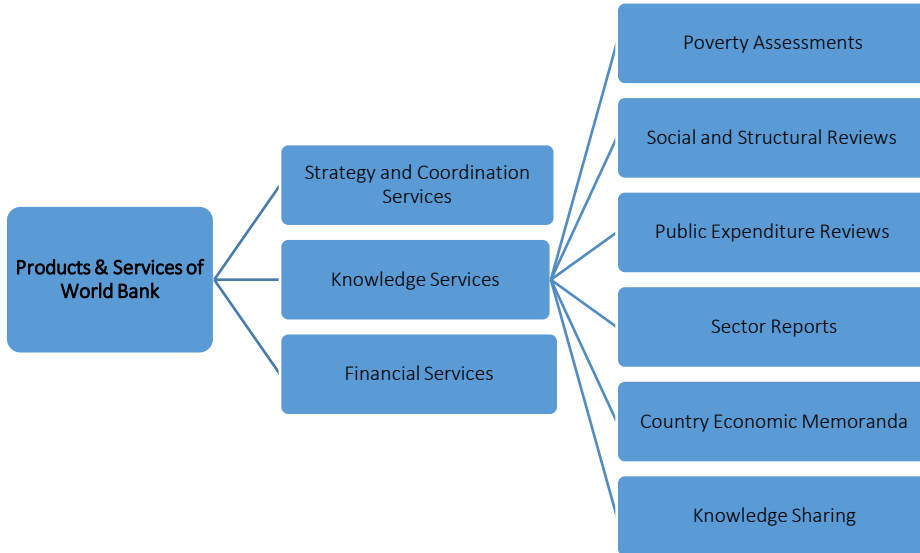 Products & Services of
World Bank
Strategy and Coordination
Services
Knowledge Services
Financial Services
Poverty Assessments
Social and Structural Reviews
Public Expenditure Reviews
Sector Reports
Country Economic Memoranda
Knowledge Sharing